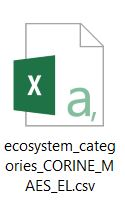 X
a,
ecosystem_categ
ories_CORINE_M
AES_EL.csv